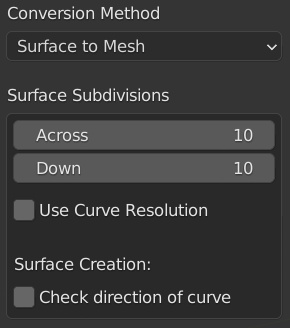 Conversion Method
Surface to Mesh
Surface Subdivisions
Across 10
Down 10
Use Curve Resolution
Surface Creation:
Check direction of curve